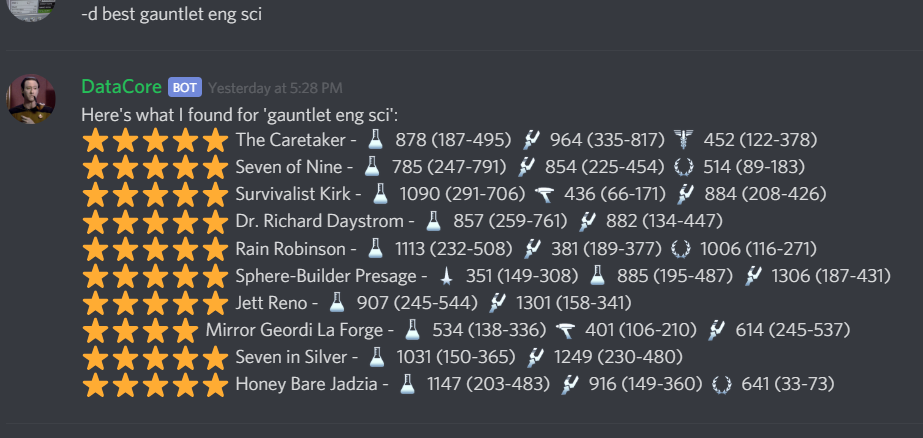 -d best gauntlet eng sci
DataCore BOT Yesterday at 5:28 PM
Here's what I found for 'gauntlet eng sci':
The Caretaker - 878 (187-495) 964 (335-817) 452 (122-378)
Seven of Nine - 785 (247-791) 854 (225-454) 514 (89-183)
Survivalist Kirk - 1090 (291-706) 436 (66-171) 884 (208-426)
Dr. Richard Daystrom - 857 (259-761) 882 (134-447)
Rain Robinson - 1113 (232-508) 381 (189-377) 1006 (116-271)
Sphere-Builder Presage - 351 (149-308) 885 (195-487) 1306 (187-431)
Jett Reno - 907 (245-544) 1301 (158-341)
Mirror Geordi La Forge - 534 (138-336) 401 (106-210) 614 (245-537)
Seven in Silver - 1031 (150-365) 1249 (230-480)
Honey Bare Jadzia - 1147 (203-483) 916 (149-360) 641 (33-73)